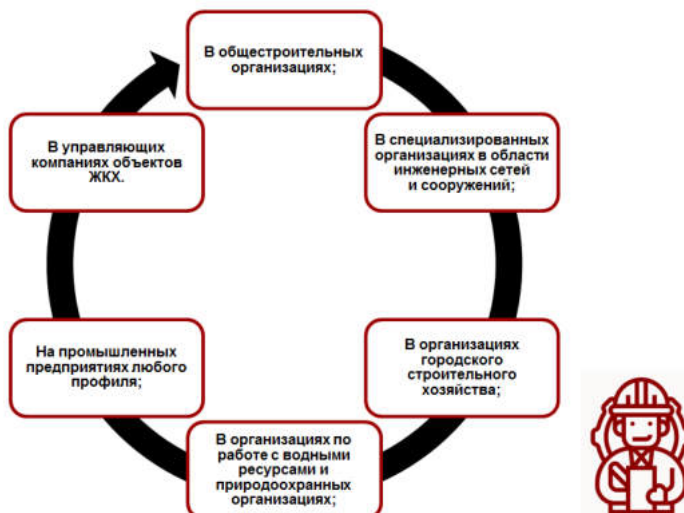 В общестроительных
организациях;
В специализированных
организациях в области
инженерных сетей
и сооружений;
В организациях
городского
строительного
хозяйства;
В организациях по
работе с водными
ресурсами и
природоохранных
организациях;
На промышленных
предприятиях любого
профиля;
В управляющих
компаниях объектов
ЖКХ.